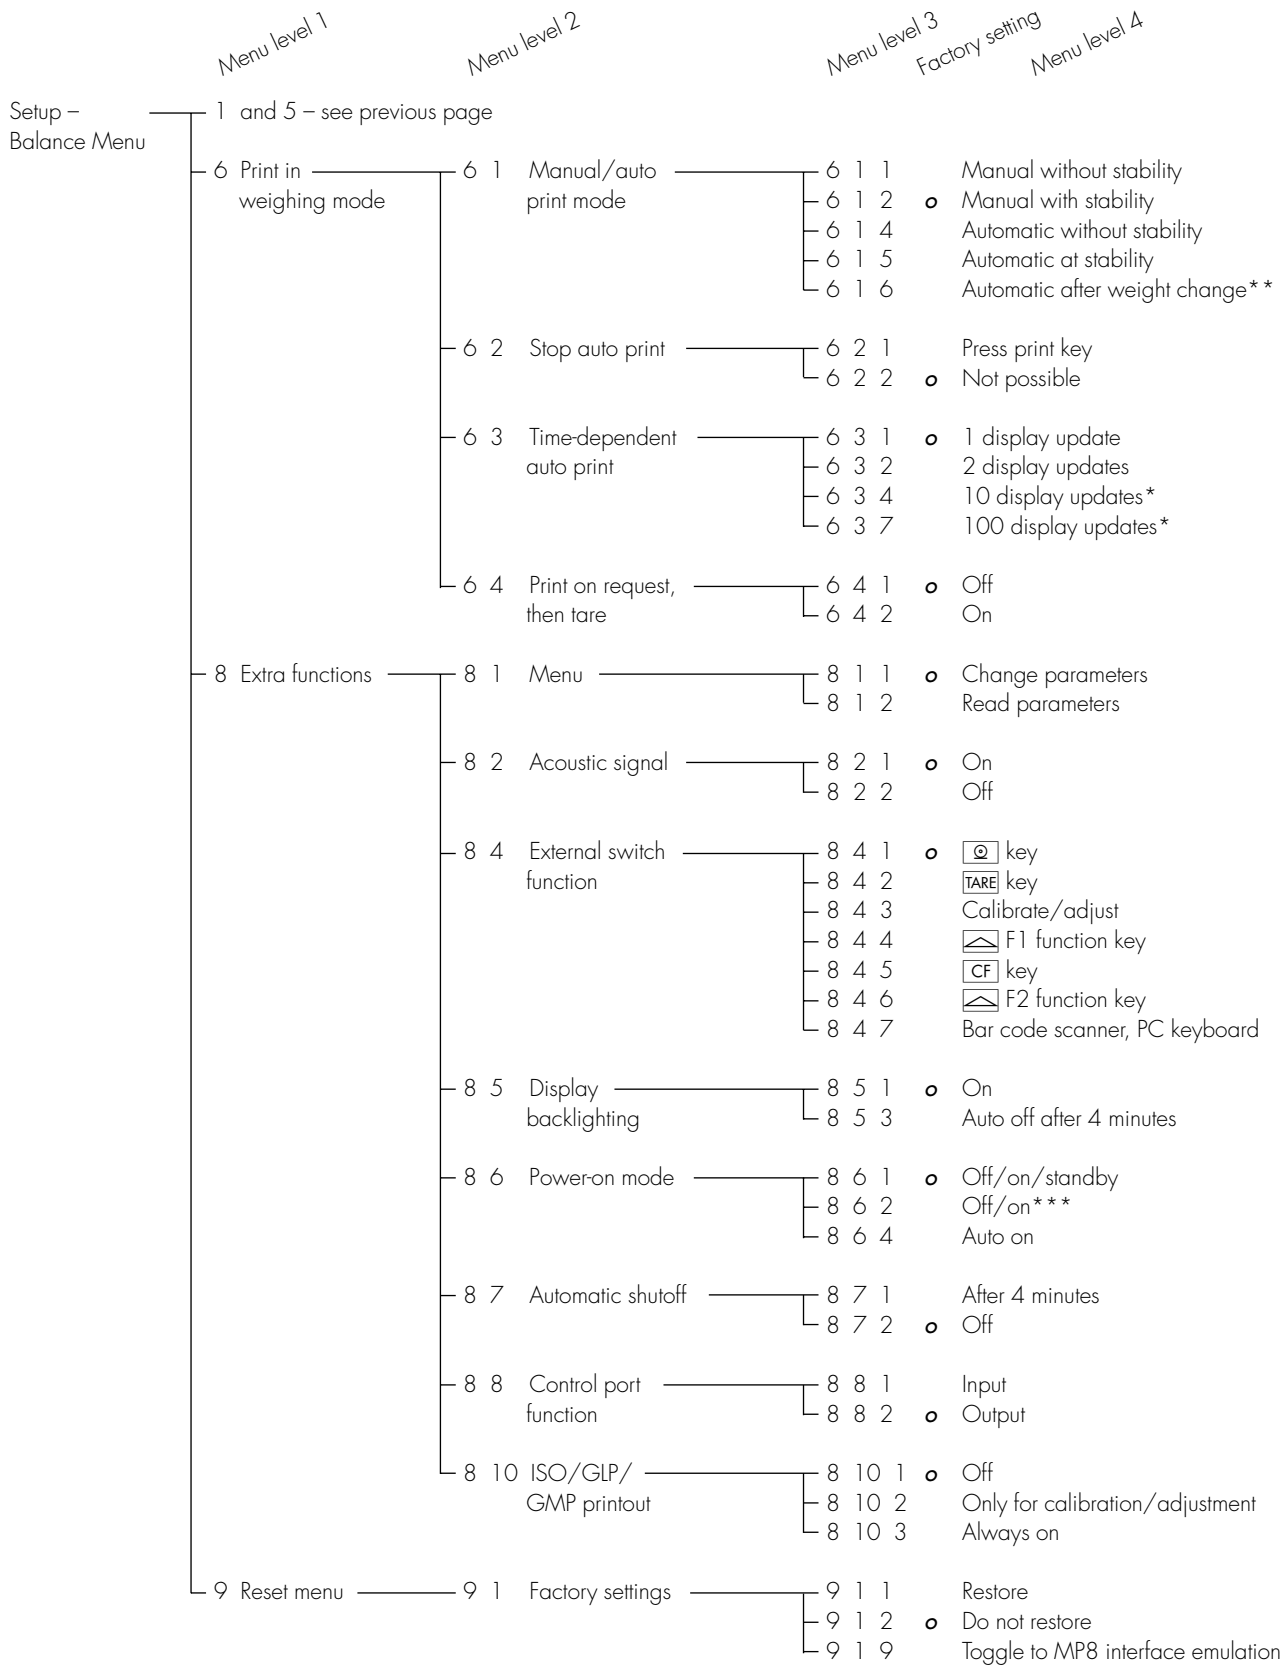 Menu level 1 Menu level 2 Menu level 3 Factory setting Menu level 4
Setup – 1 and 5 – see previous page
Balance Menu
6 Print in 6 1 Manual/auto 6 1 1 Manual without stability
weighing mode print mode 6 1 2 o Manual with stability
6 1 4 Automatic without stability
6 1 5 Automatic at stability
6 1 6 Automatic after weight change**
6 2 Stop auto print 6 2 1 Press print key
6 2 2 o Not possible
6 3 Time-dependent 6 3 1 o 1 display update
auto print 6 3 2 2 display updates
6 3 4 10 display updates*
6 3 7 100 display updates*
6 4 Print on request, 6 4 1 o Off
then tare 6 4 2 On
8 Extra functions 8 1 Menu 8 1 1 o Change parameters
8 1 2 Read parameters
8 2 Acoustic signal 8 2 1 o On
8 2 2 Off
8 4 External switch 8 4 1 o key
function 8 4 2 TARE key
8 4 3 Calibrate/adjust
8 4 4 F1 function key
8 4 5 CF key
8 4 6 F2 function key
8 4 7 Bar code scanner, PC keyboard
8 5 Display 8 5 1 o On
backlighting 8 5 3 Auto off after 4 minutes
8 6 Power-on mode 8 6 1 o Off/on/standby
8 6 2 Off/on***
8 6 4 Auto on
8 7 Automatic shutoff 8 7 1 After 4 minutes
8 7 2 o Off
8 8 Control port 8 8 1 Input
function 8 8 2 o Output
8 10 ISO/GLP/ 8 10 1 o Off
GMP printout 8 10 2 Only for calibration/adjustment
8 10 3 Always on
9 Reset menu 9 1 Factory settings 9 1 1 Restore
9 1 2 o Do not restore
9 1 9 Toggle to MP8 interface emulation